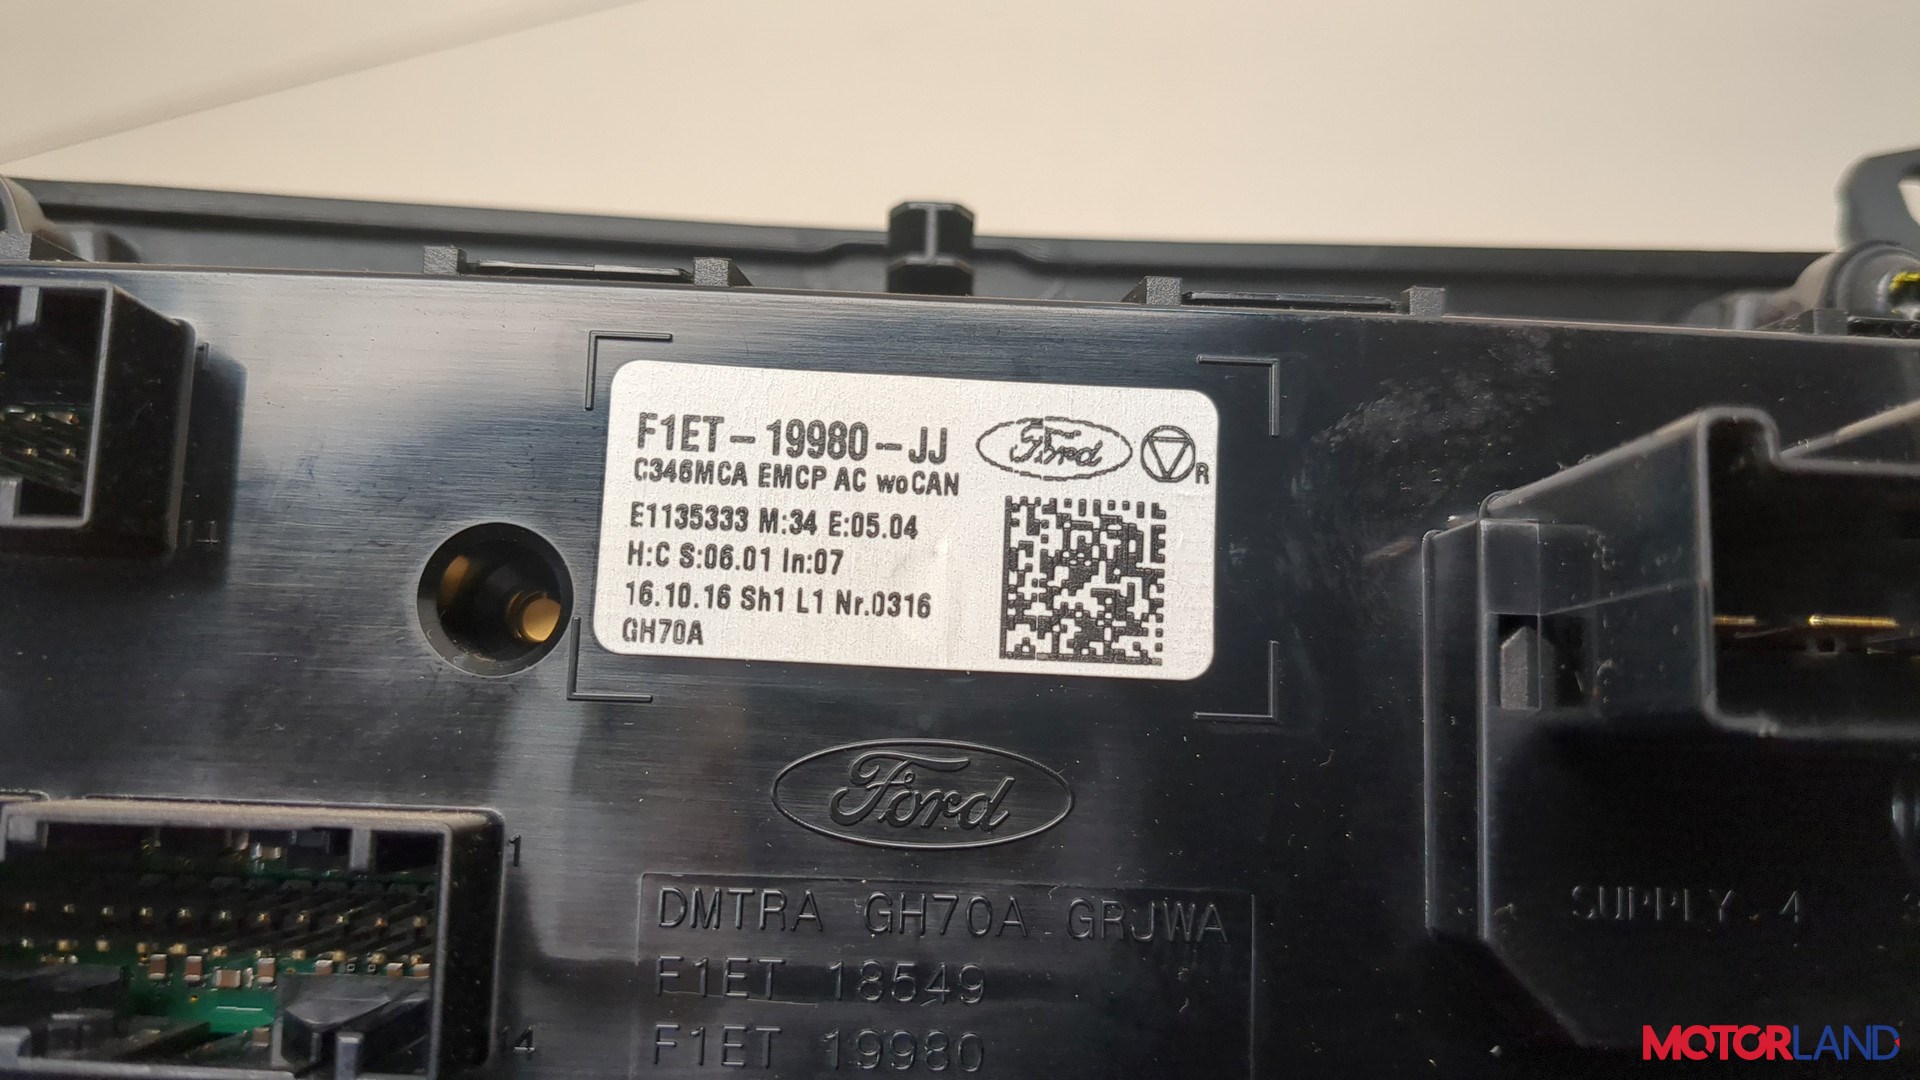 F1ET-19980-JJ
Ford
R
C346MCA EMCP AC woCAN
E1135333 M:34 E:05.04
H:C S:06.01 In:07
16.10.16 Sh1 L1 Nr.0316
GH70A
Ford
1
DMTRA GH70A GRJWA
F1ET 18549
F1ET 19980
14
SUPPLY 4
MOTORLAND